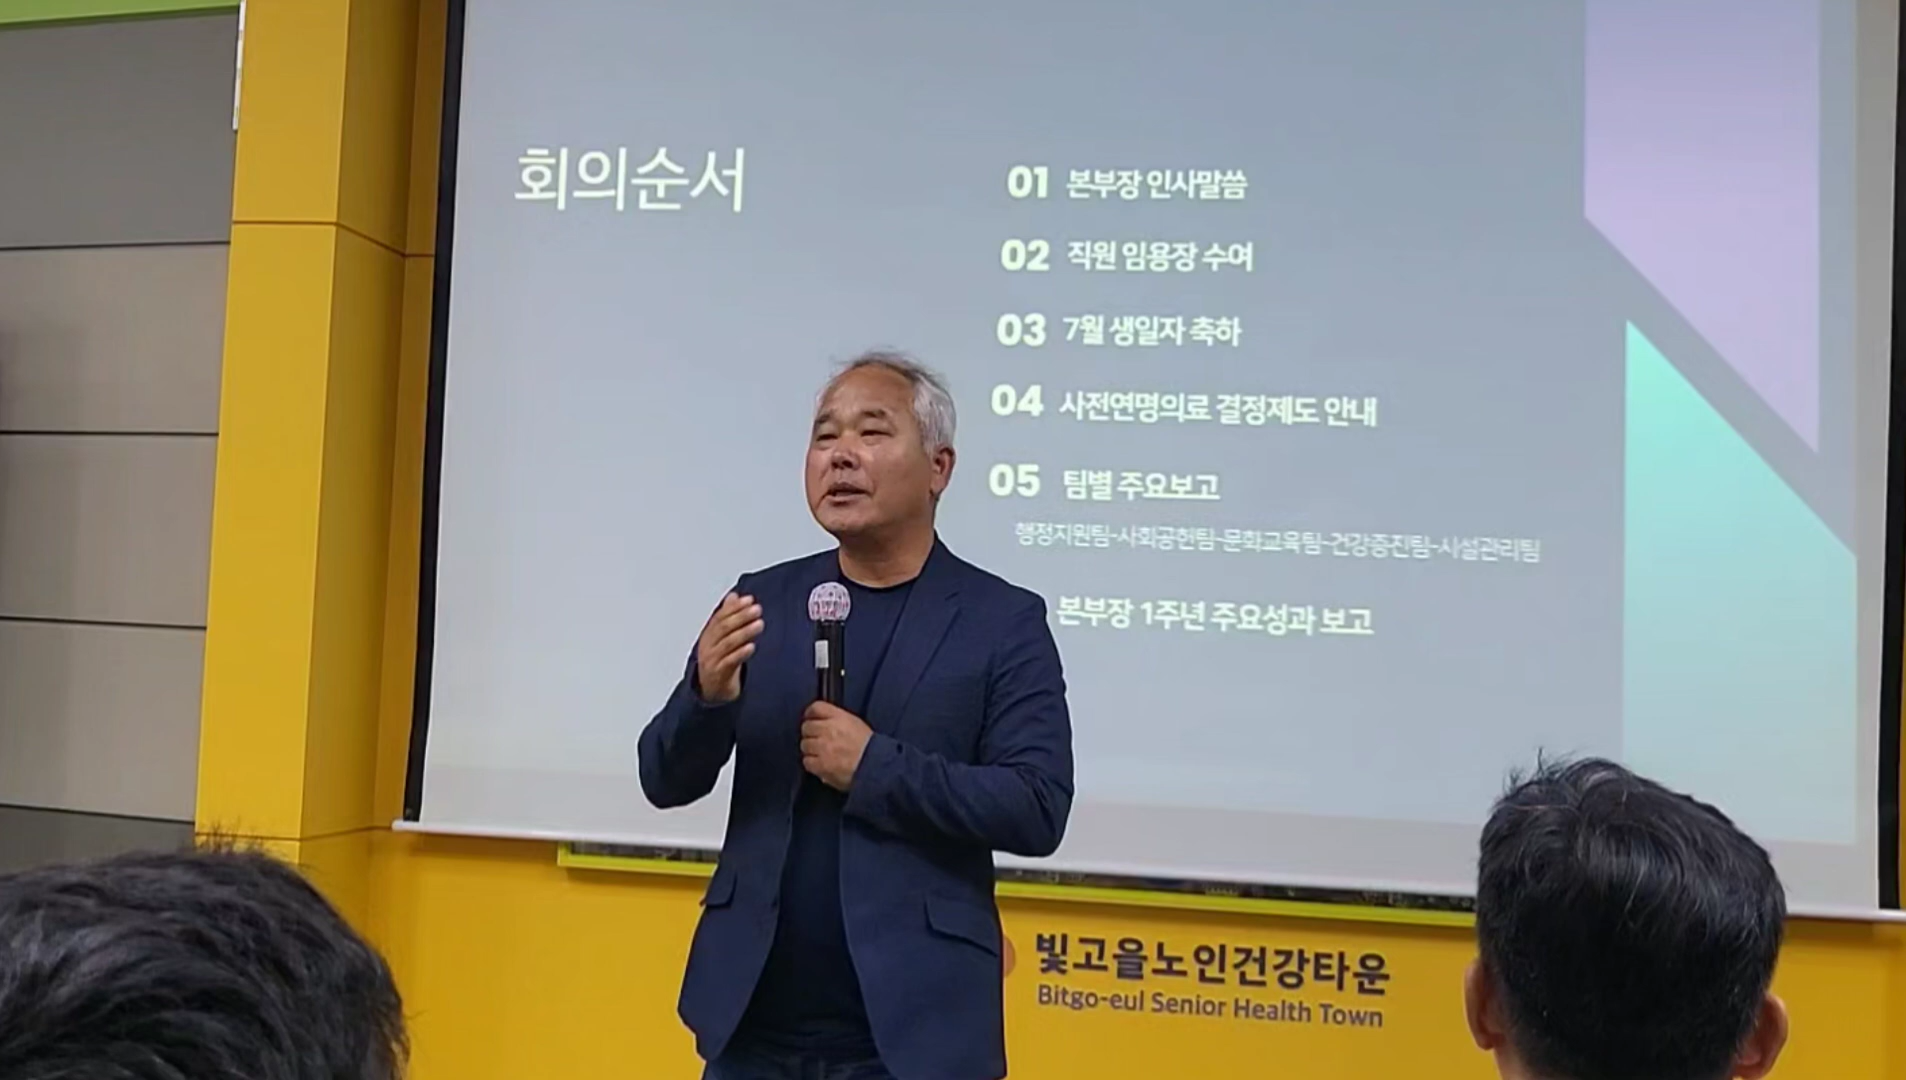 회의순서
01 본부장 인사말씀
02 직원 임용장 수여
03 7월 생일자 축하
04 사전연명의료 결정제도 안내
05 팀별 주요보고
행정지원팀-사회공헌팀-문화교육팀-건강증진팀-시설관리팀
본부장 1주년 주요성과 보고
빛고을노인건강타운
Bitgo-eul Senior Health Town